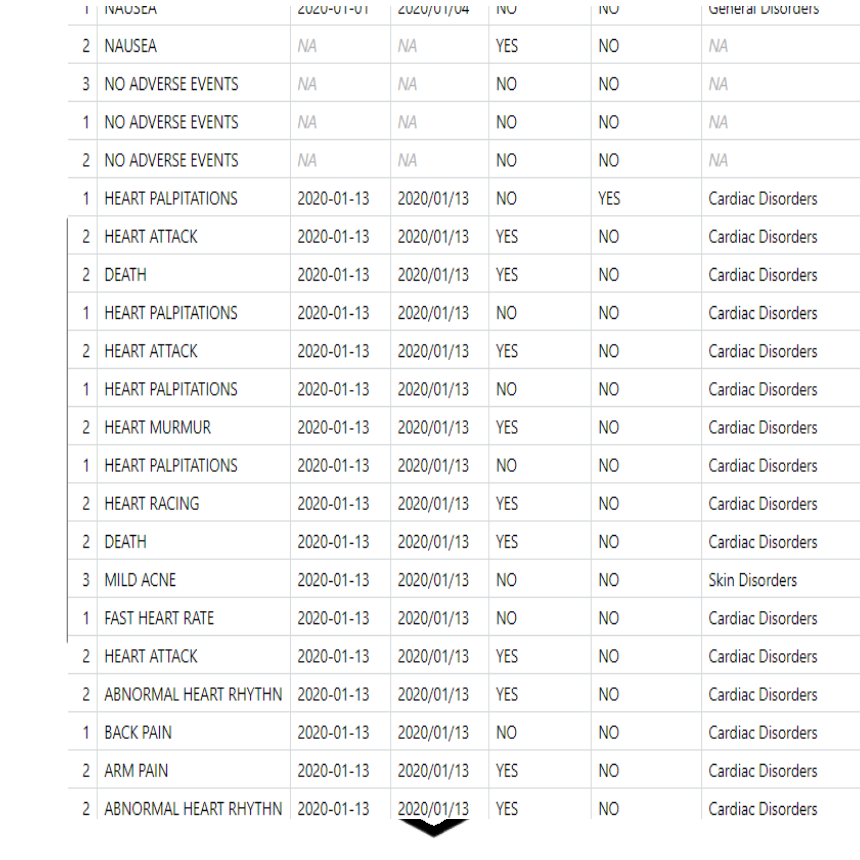 1 NAUSEA 2020-01-01 2020/01/04 NO NO General Disorders
2 NAUSEA NA NA YES NO NA
3 NO ADVERSE EVENTS NA NA NO NO NA
1 NO ADVERSE EVENTS NA NA NO NO NA
2 NO ADVERSE EVENTS NA NA NO NO NA
1 HEART PALPITATIONS 2020-01-13 2020/01/13 NO YES Cardiac Disorders
2 HEART ATTACK 2020-01-13 2020/01/13 YES NO Cardiac Disorders
2 DEATH 2020-01-13 2020/01/13 YES NO Cardiac Disorders
1 HEART PALPITATIONS 2020-01-13 2020/01/13 NO NO Cardiac Disorders
2 HEART ATTACK 2020-01-13 2020/01/13 YES NO Cardiac Disorders
1 HEART PALPITATIONS 2020-01-13 2020/01/13 NO NO Cardiac Disorders
2 HEART MURMUR 2020-01-13 2020/01/13 YES NO Cardiac Disorders
1 HEART PALPITATIONS 2020-01-13 2020/01/13 NO NO Cardiac Disorders
2 HEART RACING 2020-01-13 2020/01/13 YES NO Cardiac Disorders
2 DEATH 2020-01-13 2020/01/13 YES NO Cardiac Disorders
3 MILD ACNE 2020-01-13 2020/01/13 NO NO Skin Disorders
1 FAST HEART RATE 2020-01-13 2020/01/13 NO NO Cardiac Disorders
2 HEART ATTACK 2020-01-13 2020/01/13 YES NO Cardiac Disorders
2 ABNORMAL HEART RHYTHN 2020-01-13 2020/01/13 YES NO Cardiac Disorders
1 BACK PAIN 2020-01-13 2020/01/13 NO NO Cardiac Disorders
2 ARM PAIN 2020-01-13 2020/01/13 YES NO Cardiac Disorders
2 ABNORMAL HEART RHYTHN 2020-01-13 2020/01/13 YES NO Cardiac Disorders